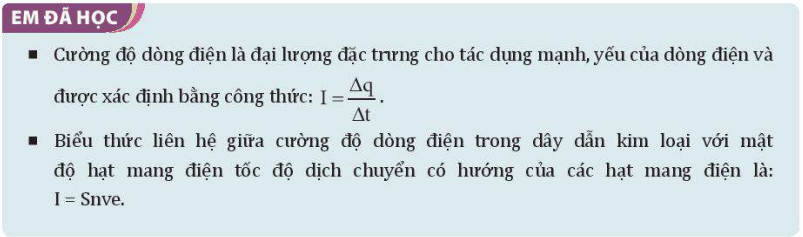 EM ĐÃ HỌC
▪ Cường độ dòng điện là đại lượng đặc trưng cho tác dụng mạnh, yếu của dòng điện và
được xác định bằng công thức: I = Δq/Δt .
▪ Biểu thức liên hệ giữa cường độ dòng điện trong dây dẫn kim loại với mật
độ hạt mang điện tốc độ dịch chuyển có hướng của các hạt mang điện là:
I = Snve.